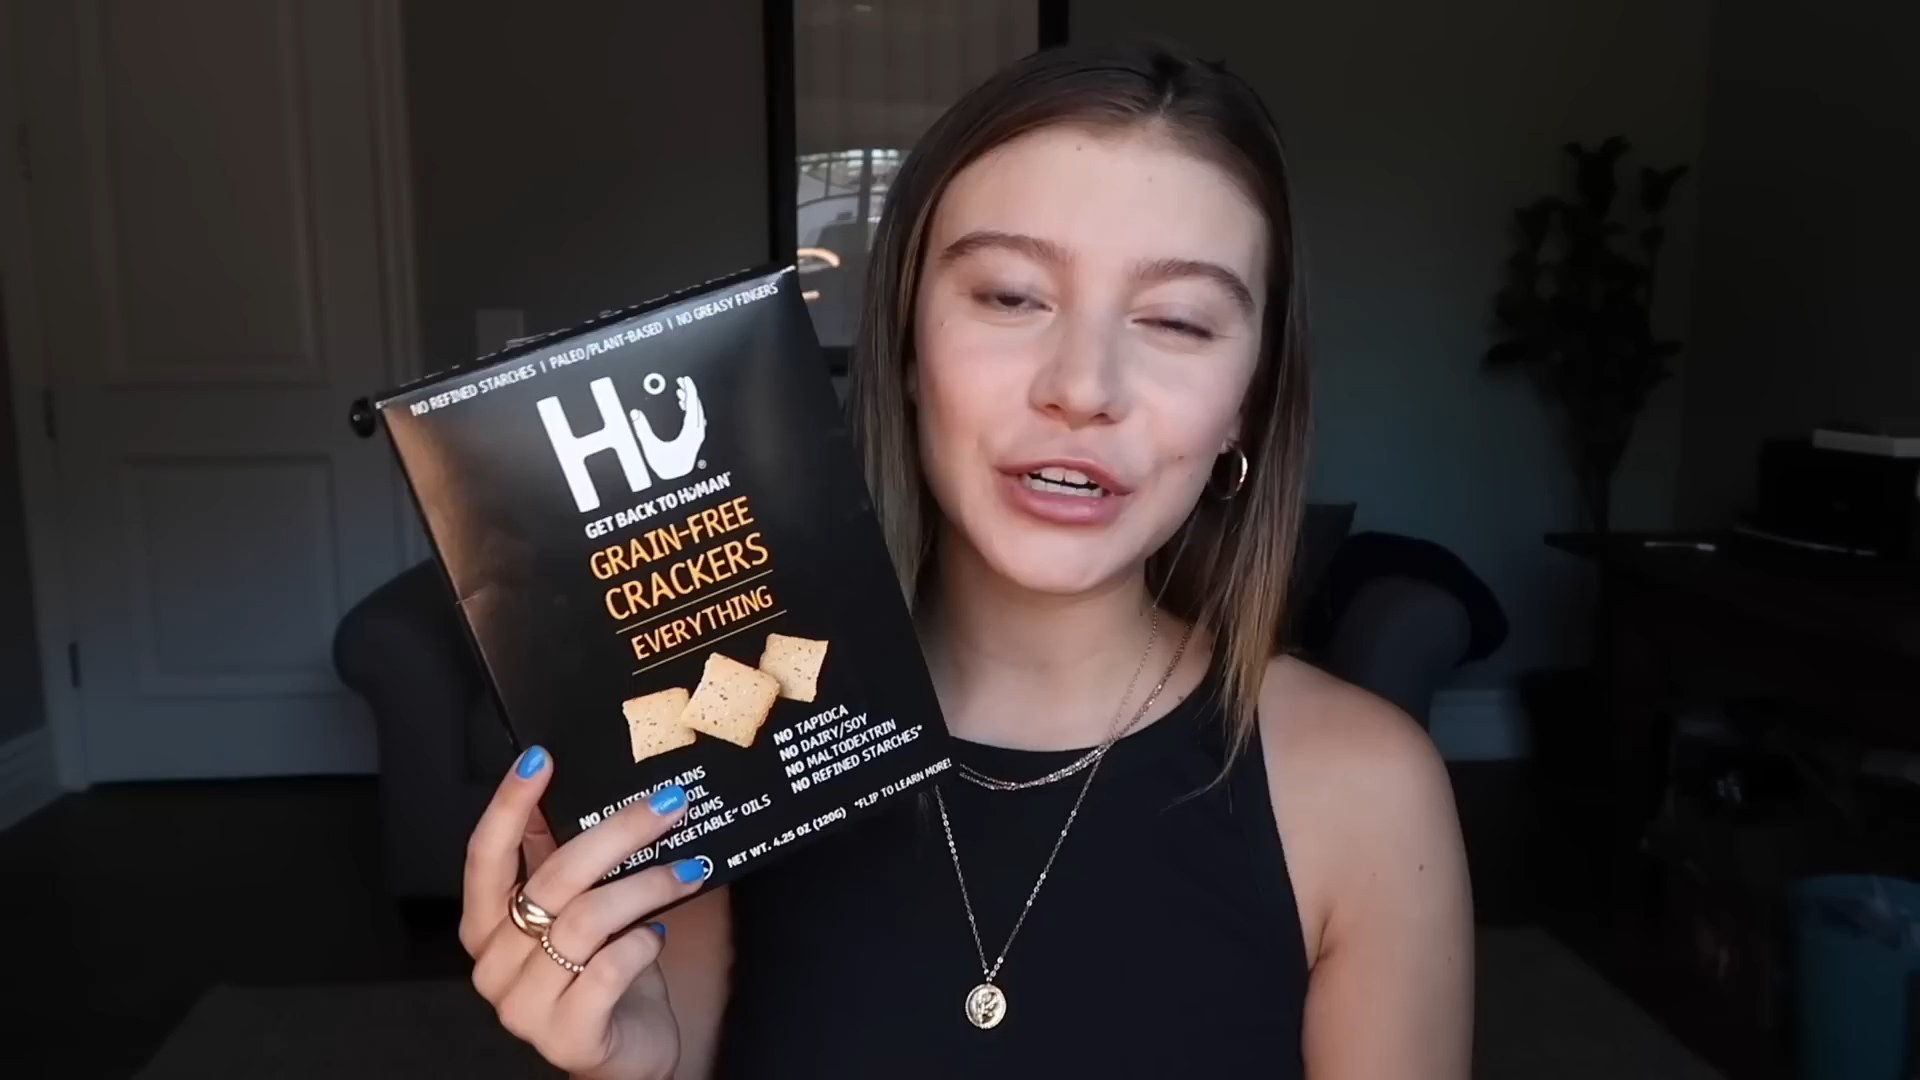 NO REFINED STARCHES | PALEO/PLANT-BASED | NO GREASY FINGERS
Hu®
GET BACK TO HUMAN™
GRAIN-FREE
CRACKERS
EVERYTHING
NO TAPIOCA
NO DAIRY/SOY
NO MALTODEXTRIN
NO REFINED STARCHES*
NO GLUTEN/GRAINS
OIL
/GUMS
NO SEED/"VEGETABLE" OILS
NET WT. 4.25 OZ (120G) *FLIP TO LEARN MORE!